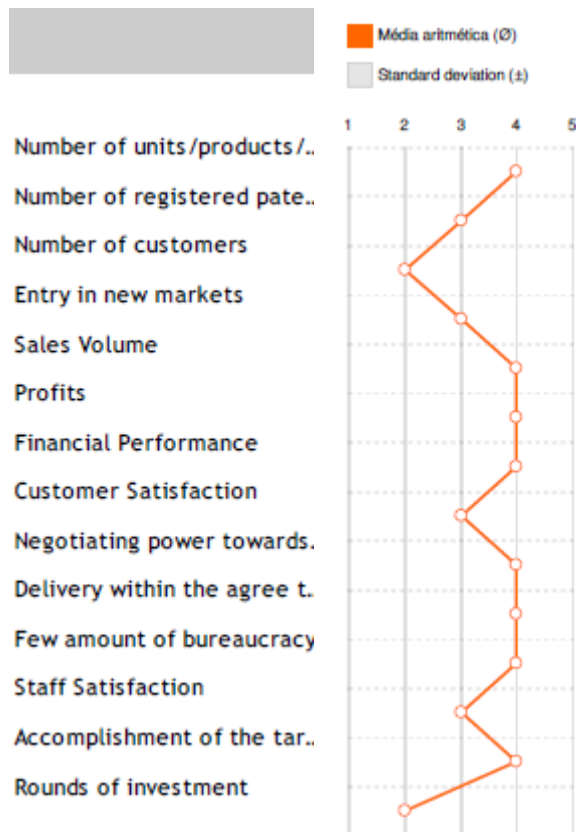 Média aritmética (Ø)
Standard deviation (±)
1 2 3 4 5
Number of units/products/..
Number of registered pate..
Number of customers
Entry in new markets
Sales Volume
Profits
Financial Performance
Customer Satisfaction
Negotiating power towards.
Delivery within the agree t..
Few amount of bureaucracy
Staff Satisfaction
Accomplishment of the tar..
Rounds of investment